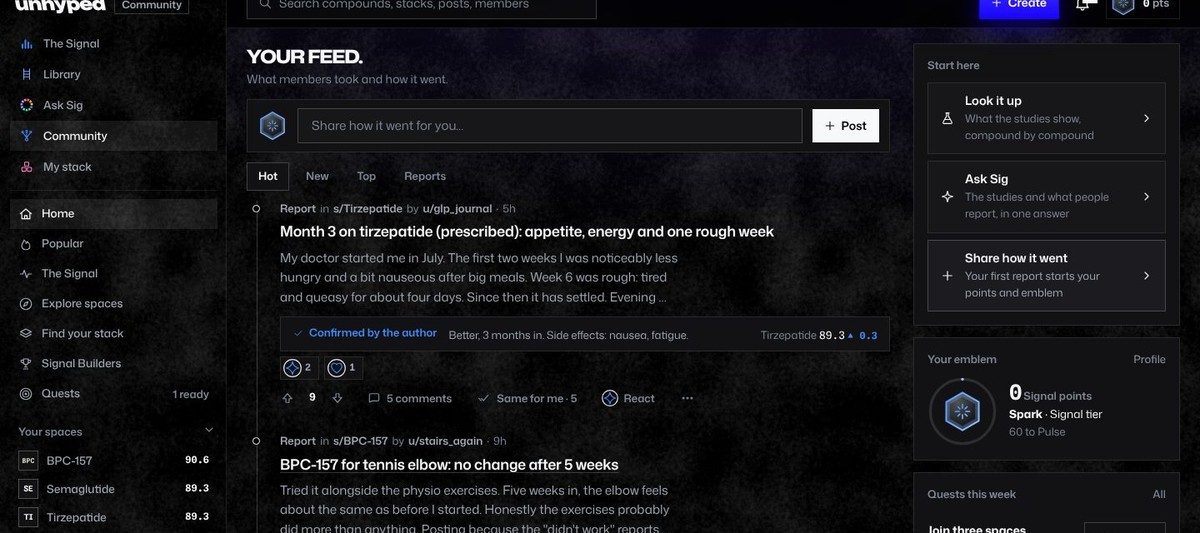 unhyped
Community
Search compounds, stacks, posts, members
+ Create
0 pts
The Signal
Library
Ask Sig
Community
My stack
Home
Popular
The Signal
Explore spaces
Find your stack
Signal Builders
Quests 1 ready
Your spaces
BPC BPC-157 90.6
SE Semaglutide 89.3
TI Tirzepatide 89.3
YOUR FEED.
What members took and how it went.
Share how it went for you...
+ Post
Hot New Top Reports
Report in s/Tirzepatide by u/glp_journal · 5h
Month 3 on tirzepatide (prescribed): appetite, energy and one rough week
My doctor started me in July. The first two weeks I was noticeably less
hungry and a bit nauseous after big meals. Week 6 was rough: tired
and queasy for about four days. Since then it has settled. Evening ...
Confirmed by the author Better, 3 months in. Side effects: nausea, fatigue. Tirzepatide 89.3 ▲ 0.3
2 1
9 5 comments Same for me · 5 React ...
Report in s/BPC-157 by u/stairs_again · 9h
BPC-157 for tennis elbow: no change after 5 weeks
Tried it alongside the physio exercises. Five weeks in, the elbow feels
about the same as before I started. Honestly the exercises probably
did more than anything. Posting because the "didn't work" reports
Start here
Look it up
What the studies show,
compound by compound
Ask Sig
The studies and what people
report, in one answer
Share how it went
Your first report starts your
points and emblem
Your emblem Profile
0 Signal points
Spark · Signal tier
60 to Pulse
Quests this week All
Join three spaces